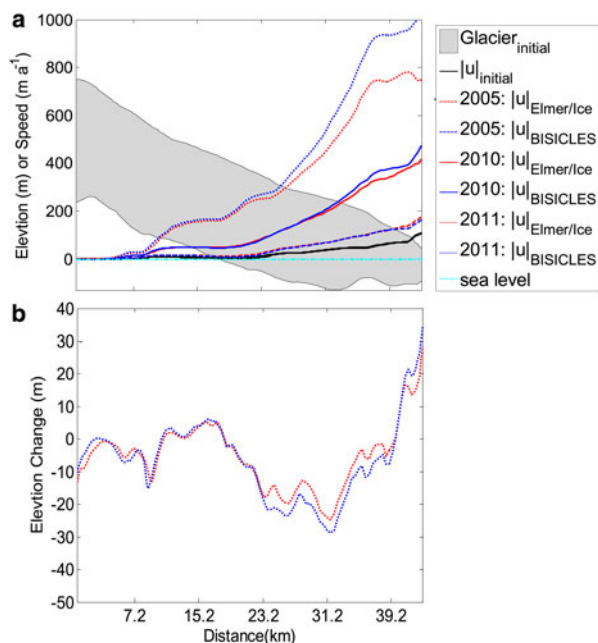 a
1000
800
600
400
200
0
Elevtion (m) or Speed (m a⁻¹)
Glacier_initial
|u|_initial
2005: |u|_Elmer/Ice
2005: |u|_BISICLES
2010: |u|_Elmer/Ice
2010: |u|_BISICLES
2011: |u|_Elmer/Ice
2011: |u|_BISICLES
sea level
b
40
30
20
10
0
-10
-20
-30
-40
-50
Elevtion Change (m)
7.2 15.2 23.2 31.2 39.2
Distance(km)